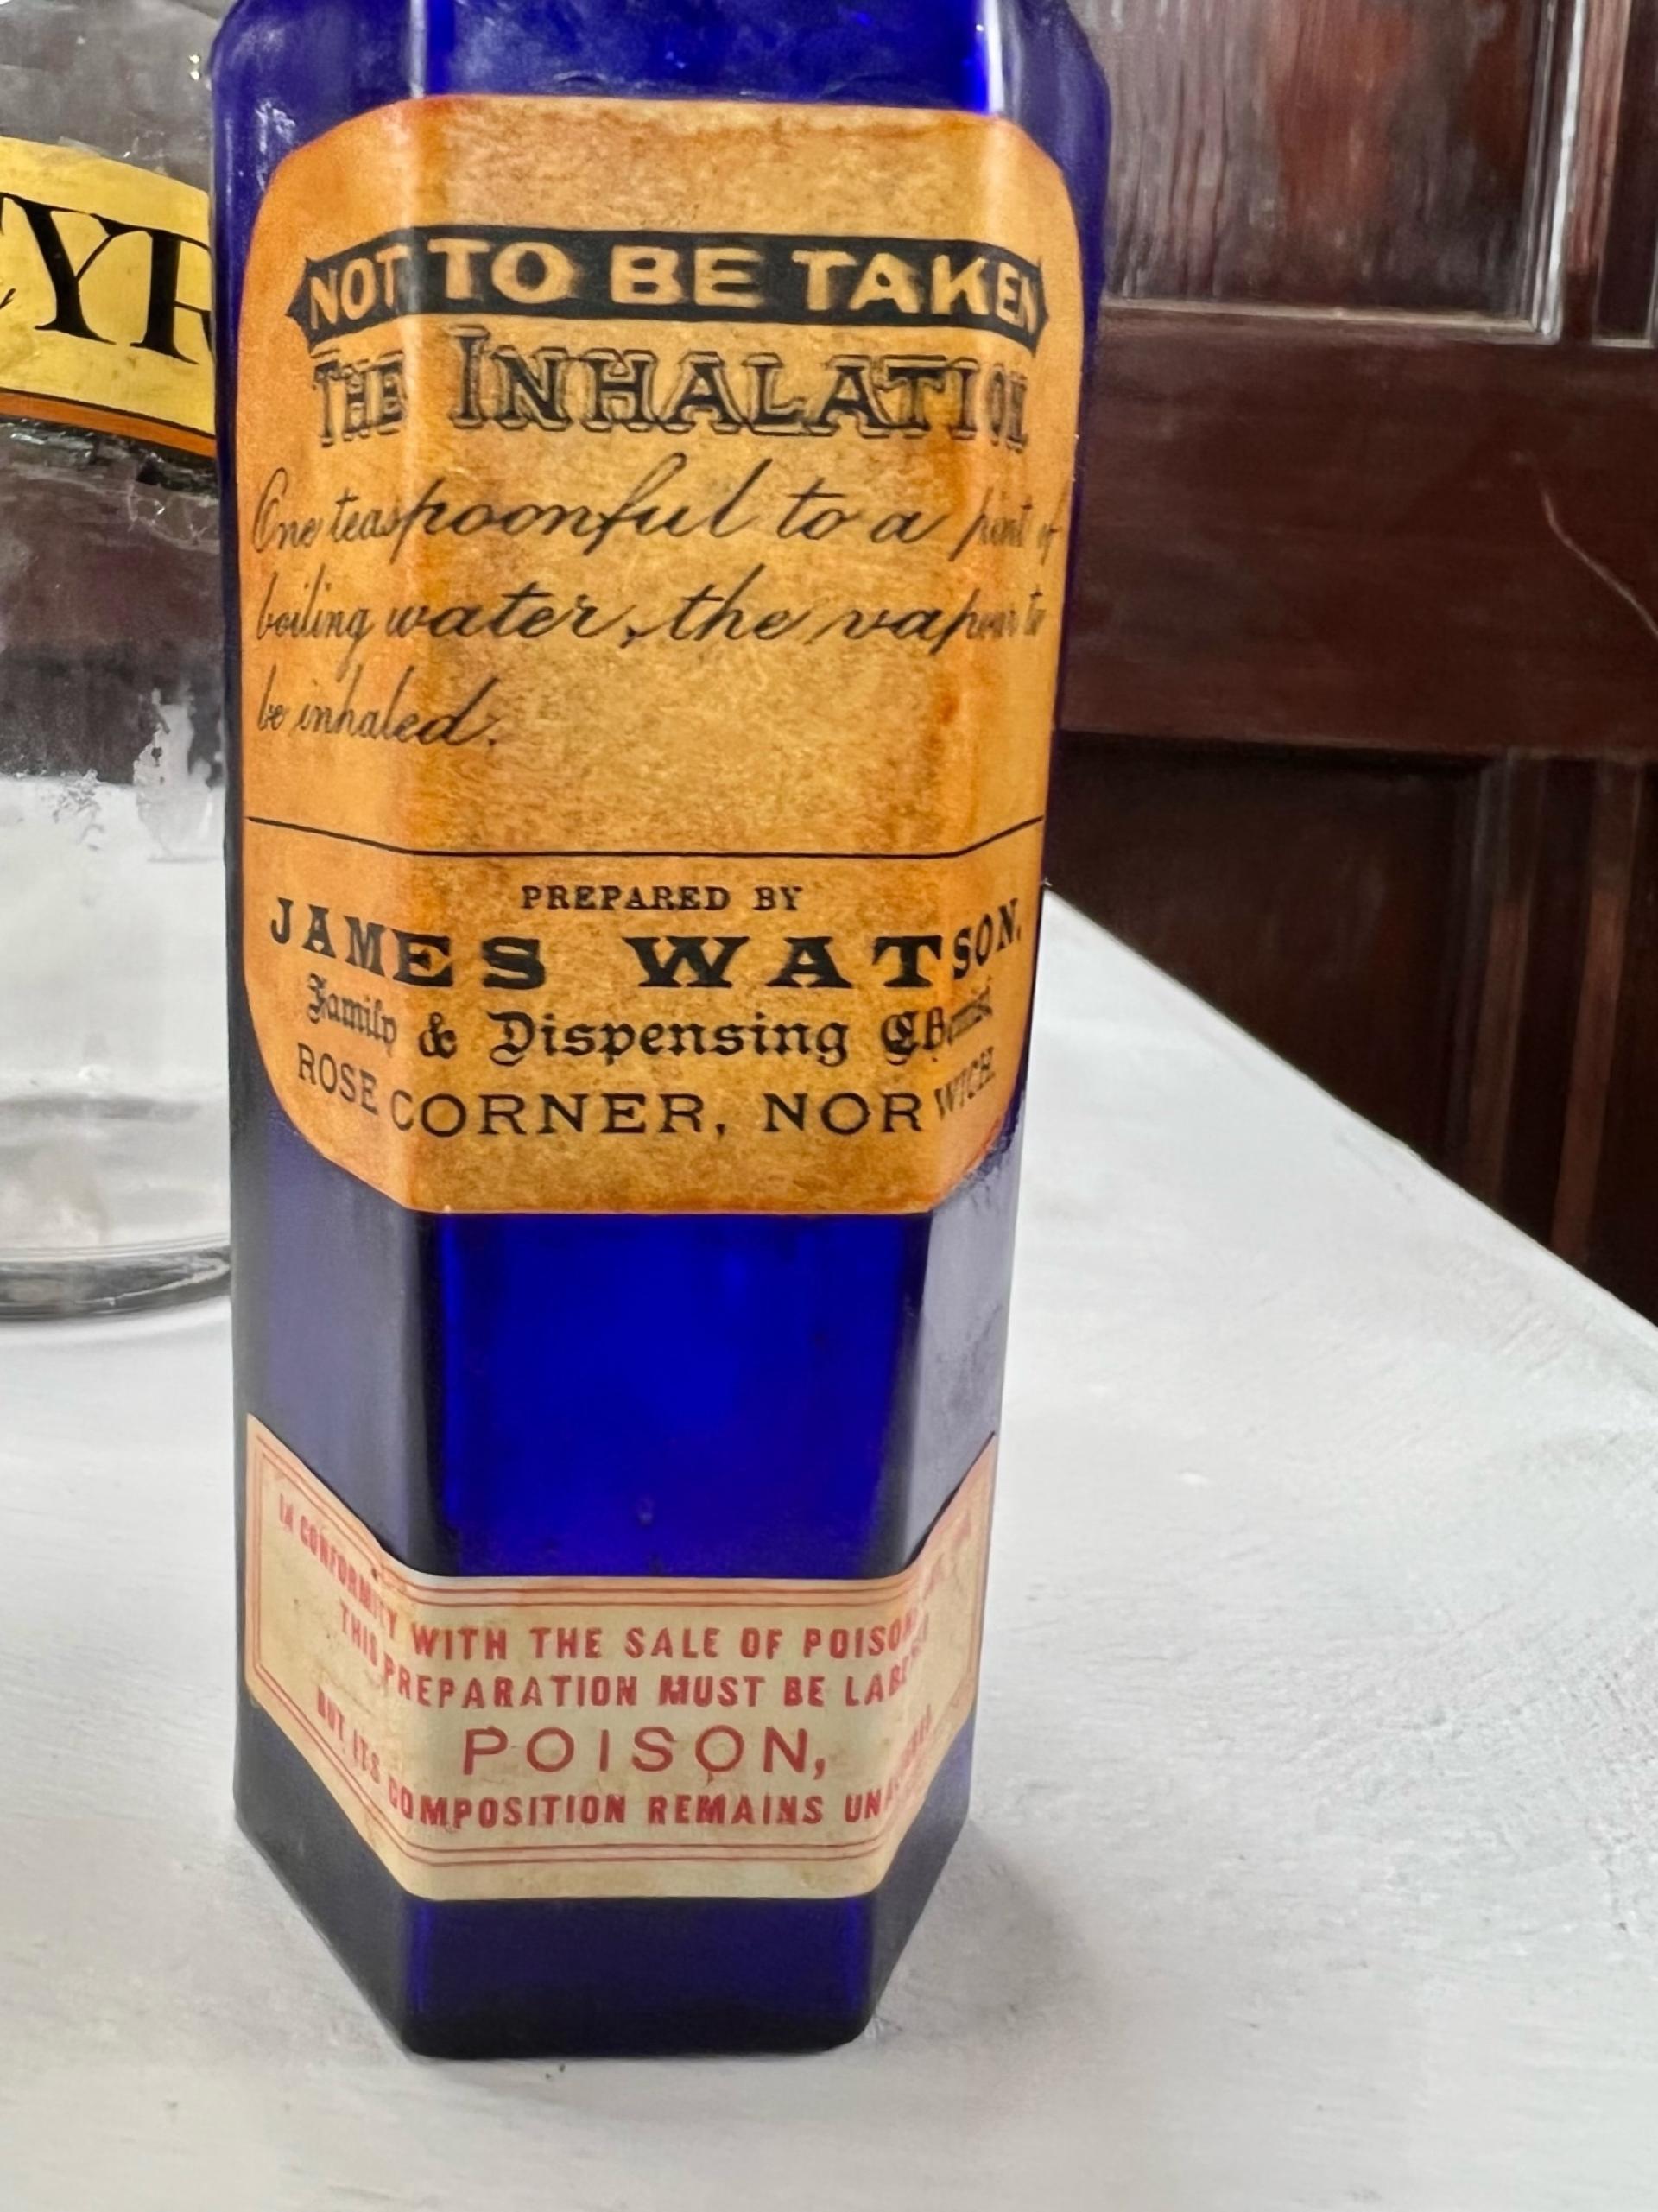 NOT TO BE TAKEN
THE INHALATION
One teaspoonful to a pint of
boiling water, the vapour to
be inhaled.
PREPARED BY
JAMES WATSON,
Family & Dispensing Chemist
ROSE CORNER, NORWICH.
IN CONFORMITY WITH THE SALE OF POISONS
THIS PREPARATION MUST BE LABELLED
POISON,
BUT ITS COMPOSITION REMAINS
YR